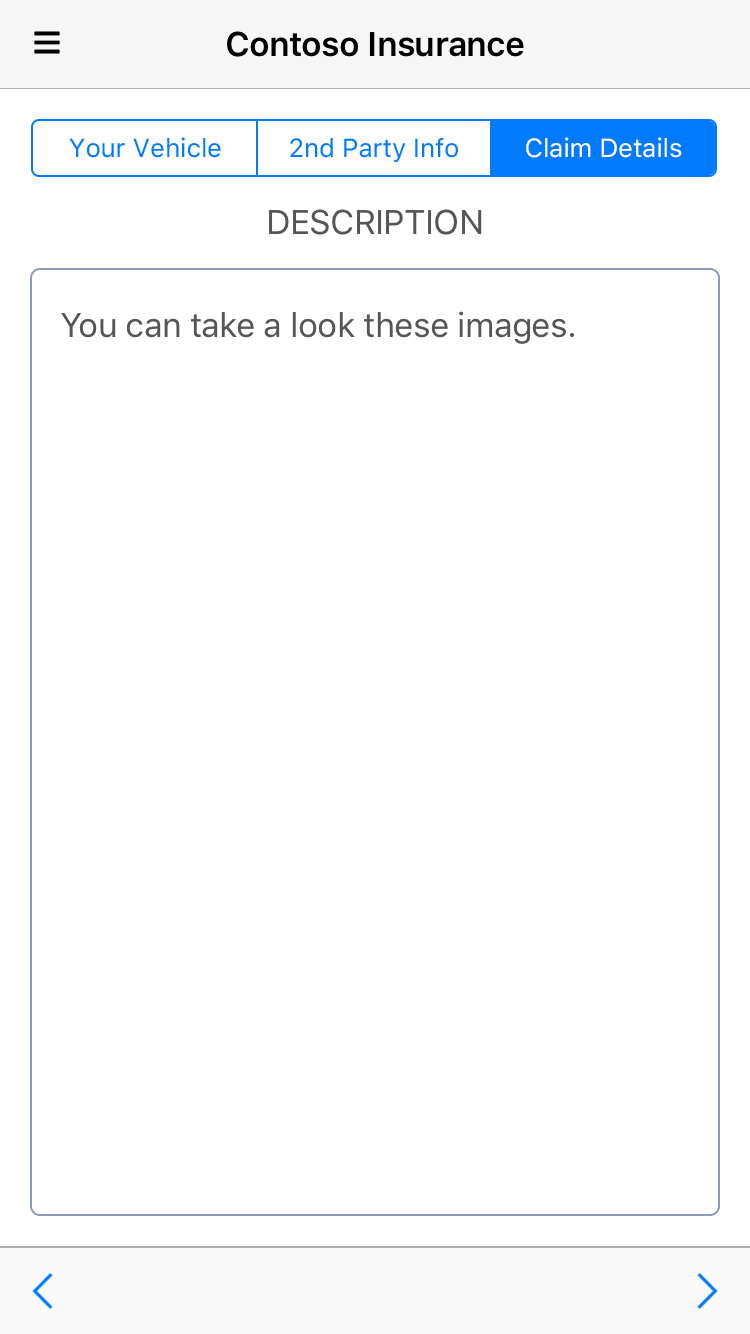 Contoso Insurance
Your Vehicle
2nd Party Info
Claim Details
DESCRIPTION
You can take a look these images.